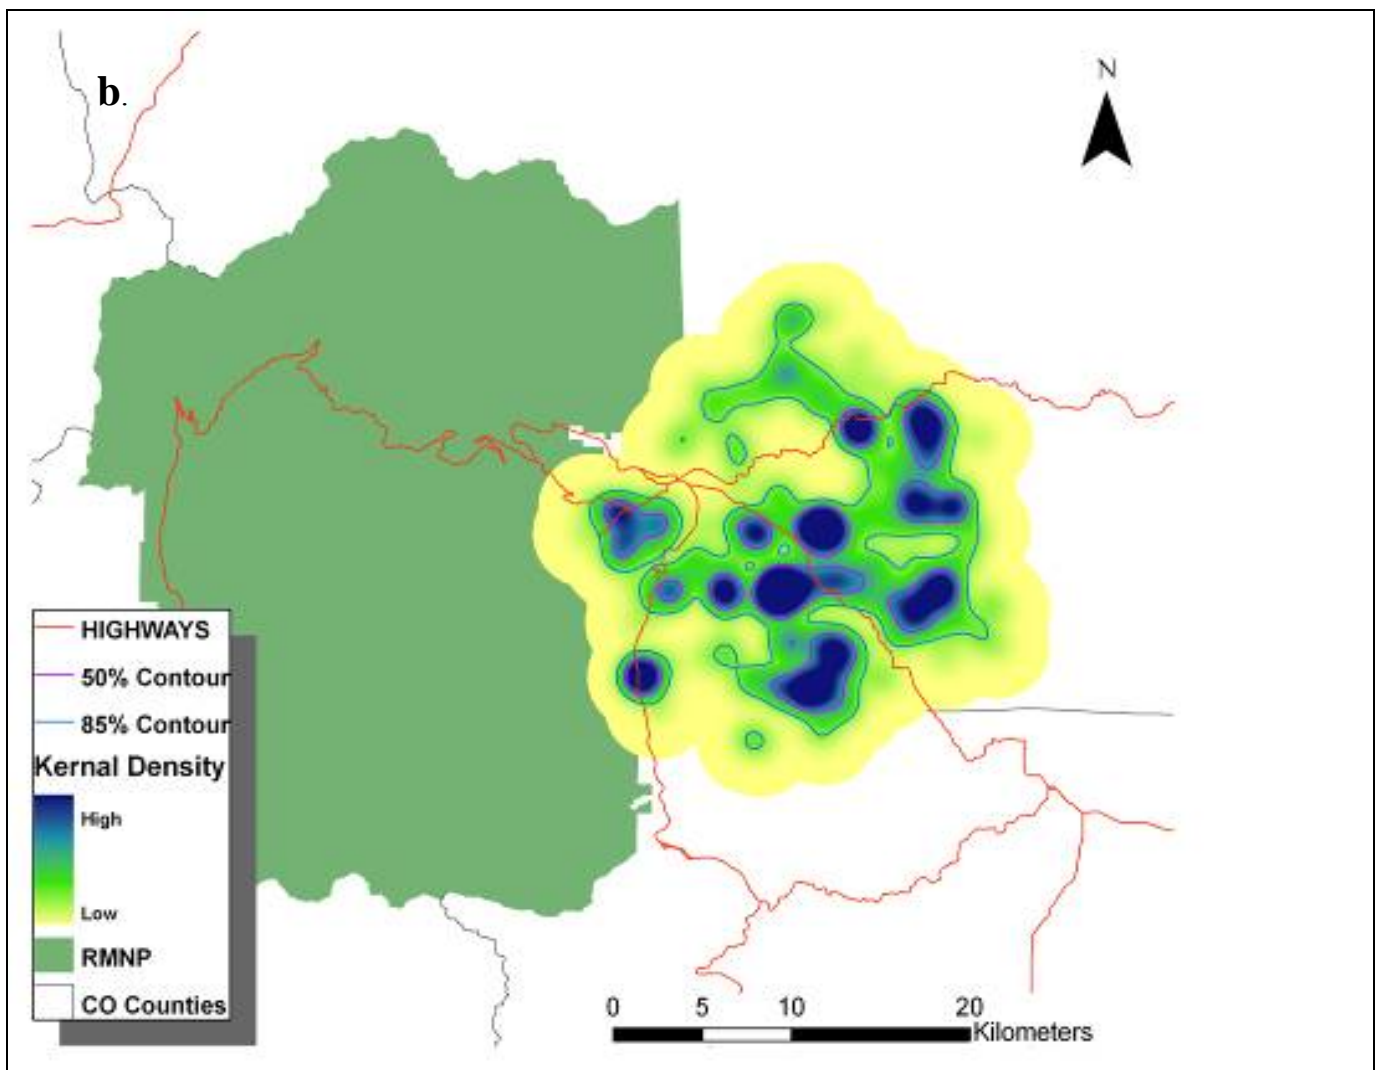 b.
N
HIGHWAYS
50% Contour
85% Contour
Kernal Density
High
Low
RMNP
CO Counties
0 5 10 20
Kilometers